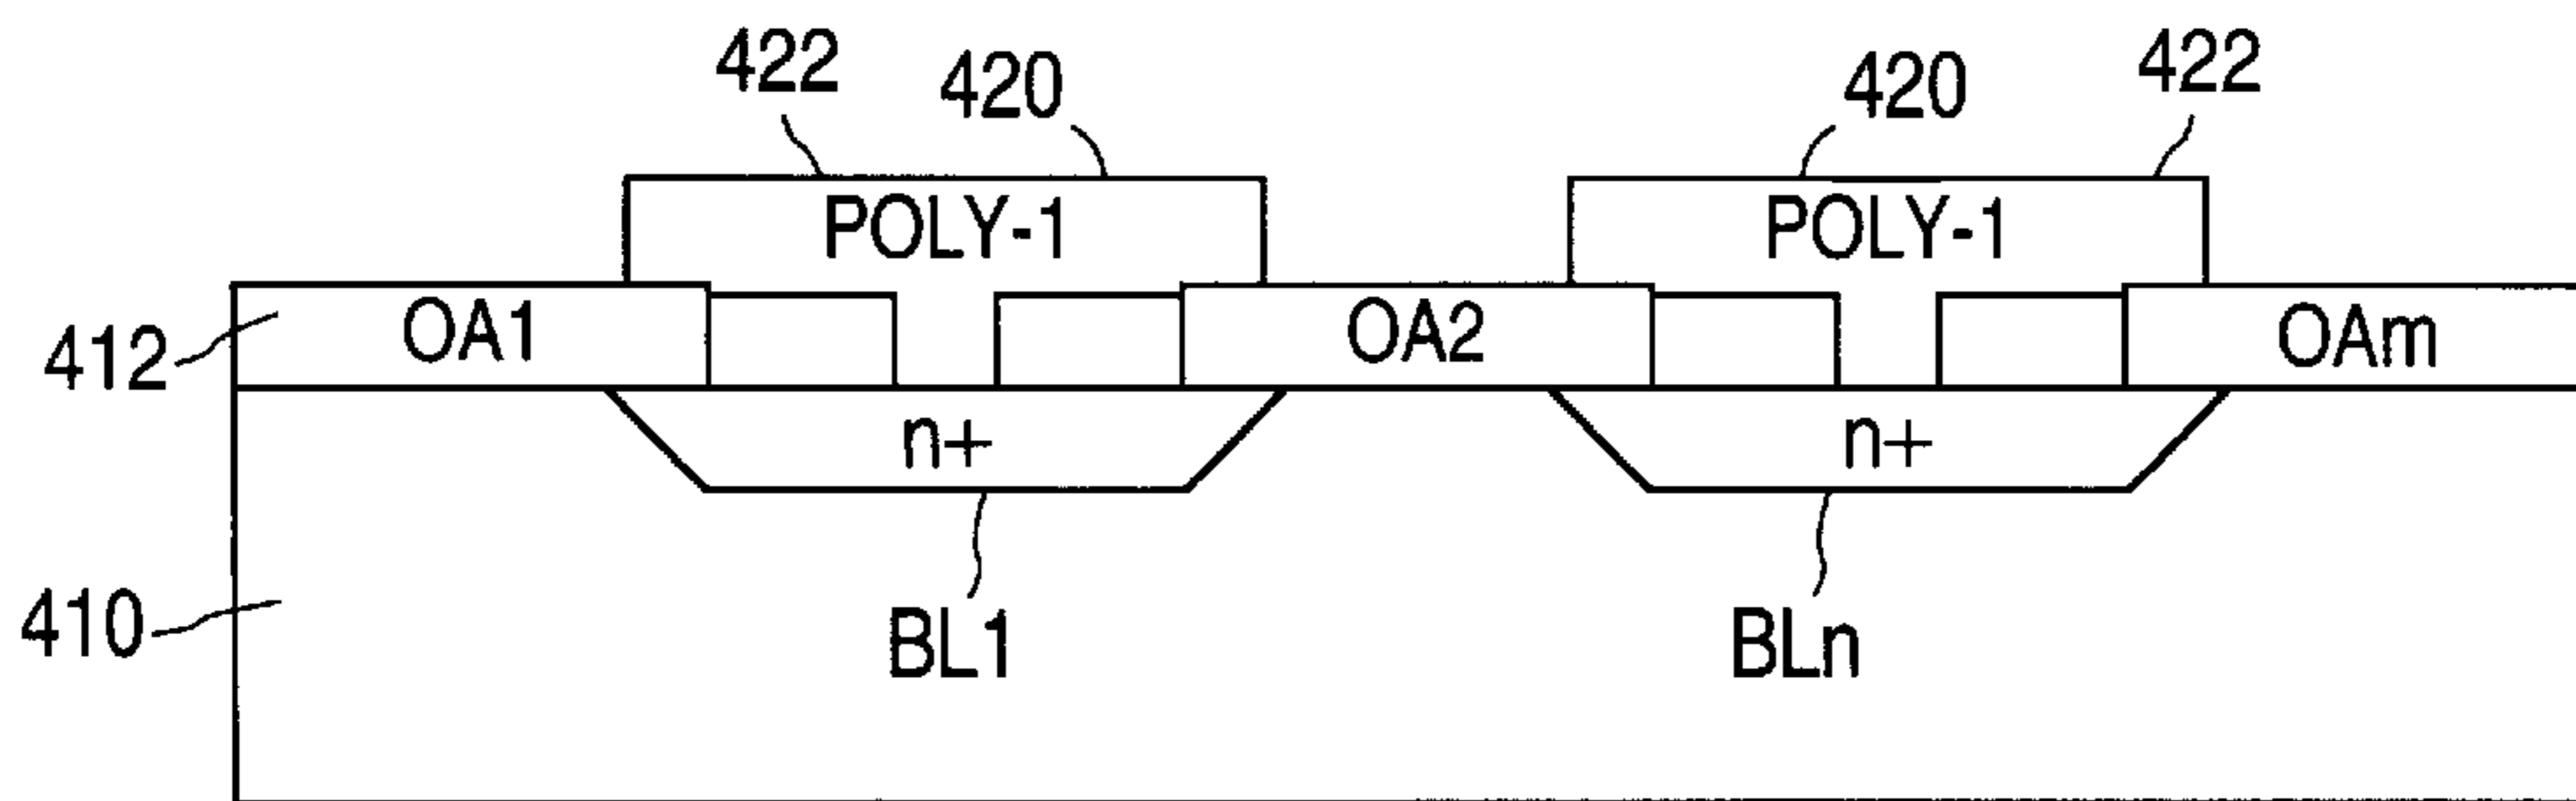 422 420 420 422
POLY-1 POLY-1
412 OA1 OA2 OAm
n+ n+
410 BL1 BLn